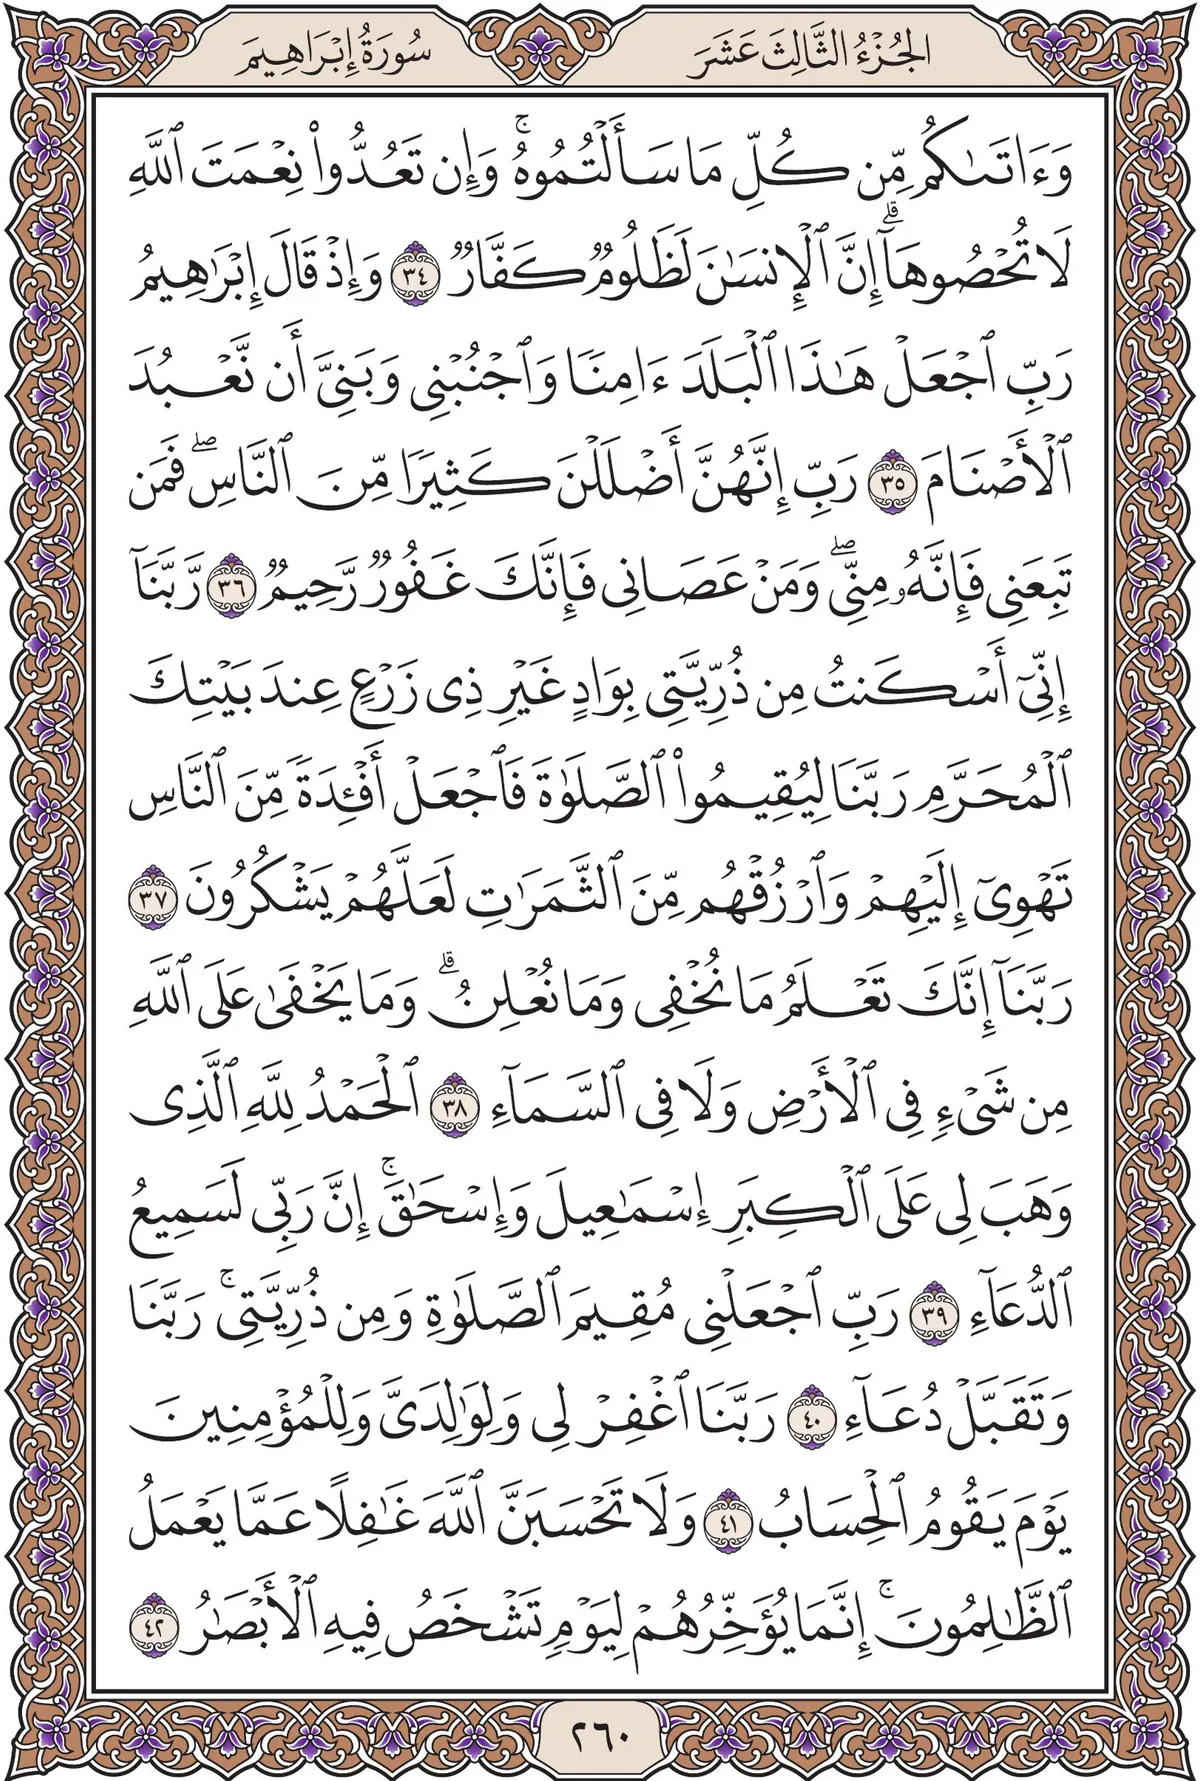 الجُزْءُ الثَّالِثَ عَشَرَ
سُورَةُ إِبْرَاهِيمَ
وَءَاتَىٰكُم مِّن كُلِّ مَا سَأَلْتُمُوهُۚ وَإِن تَعُدُّواْ نِعْمَتَ ٱللَّهِ
لَا تُحْصُوهَآۗ إِنَّ ٱلْإِنسَٰنَ لَظَلُومٌ كَفَّارٌ ٣٤ وَإِذْ قَالَ إِبْرَٰهِيمُ
رَبِّ ٱجْعَلْ هَٰذَا ٱلْبَلَدَ ءَامِنًا وَٱجْنُبْنِى وَبَنِىَّ أَن نَّعْبُدَ
ٱلْأَصْنَامَ ٣٥ رَبِّ إِنَّهُنَّ أَضْلَلْنَ كَثِيرًا مِّنَ ٱلنَّاسِۖ فَمَن
تَبِعَنِى فَإِنَّهُۥ مِنِّىۖ وَمَنْ عَصَانِى فَإِنَّكَ غَفُورٌ رَّحِيمٌ ٣٦ رَّبَّنَآ
إِنِّىٓ أَسْكَنتُ مِن ذُرِّيَّتِى بِوَادٍ غَيْرِ ذِى زَرْعٍ عِندَ بَيْتِكَ
ٱلْمُحَرَّمِ رَبَّنَا لِيُقِيمُواْ ٱلصَّلَوٰةَ فَٱجْعَلْ أَفْـِٔدَةً مِّنَ ٱلنَّاسِ
تَهْوِىٓ إِلَيْهِمْ وَٱرْزُقْهُم مِّنَ ٱلثَّمَرَٰتِ لَعَلَّهُمْ يَشْكُرُونَ ٣٧
رَبَّنَآ إِنَّكَ تَعْلَمُ مَا نُخْفِى وَمَا نُعْلِنُۗ وَمَا يَخْفَىٰ عَلَى ٱللَّهِ
مِن شَىْءٍ فِى ٱلْأَرْضِ وَلَا فِى ٱلسَّمَآءِ ٣٨ ٱلْحَمْدُ لِلَّهِ ٱلَّذِى
وَهَبَ لِى عَلَى ٱلْكِبَرِ إِسْمَٰعِيلَ وَإِسْحَٰقَۚ إِنَّ رَبِّى لَسَمِيعُ
ٱلدُّعَآءِ ٣٩ رَبِّ ٱجْعَلْنِى مُقِيمَ ٱلصَّلَوٰةِ وَمِن ذُرِّيَّتِىۚ رَبَّنَا
وَتَقَبَّلْ دُعَآءِ ٤٠ رَبَّنَا ٱغْفِرْ لِى وَلِوَٰلِدَىَّ وَلِلْمُؤْمِنِينَ
يَوْمَ يَقُومُ ٱلْحِسَابُ ٤١ وَلَا تَحْسَبَنَّ ٱللَّهَ غَٰفِلًا عَمَّا يَعْمَلُ
ٱلظَّٰلِمُونَۚ إِنَّمَا يُؤَخِّرُهُمْ لِيَوْمٍ تَشْخَصُ فِيهِ ٱلْأَبْصَٰرُ ٤٢
٢٦٠